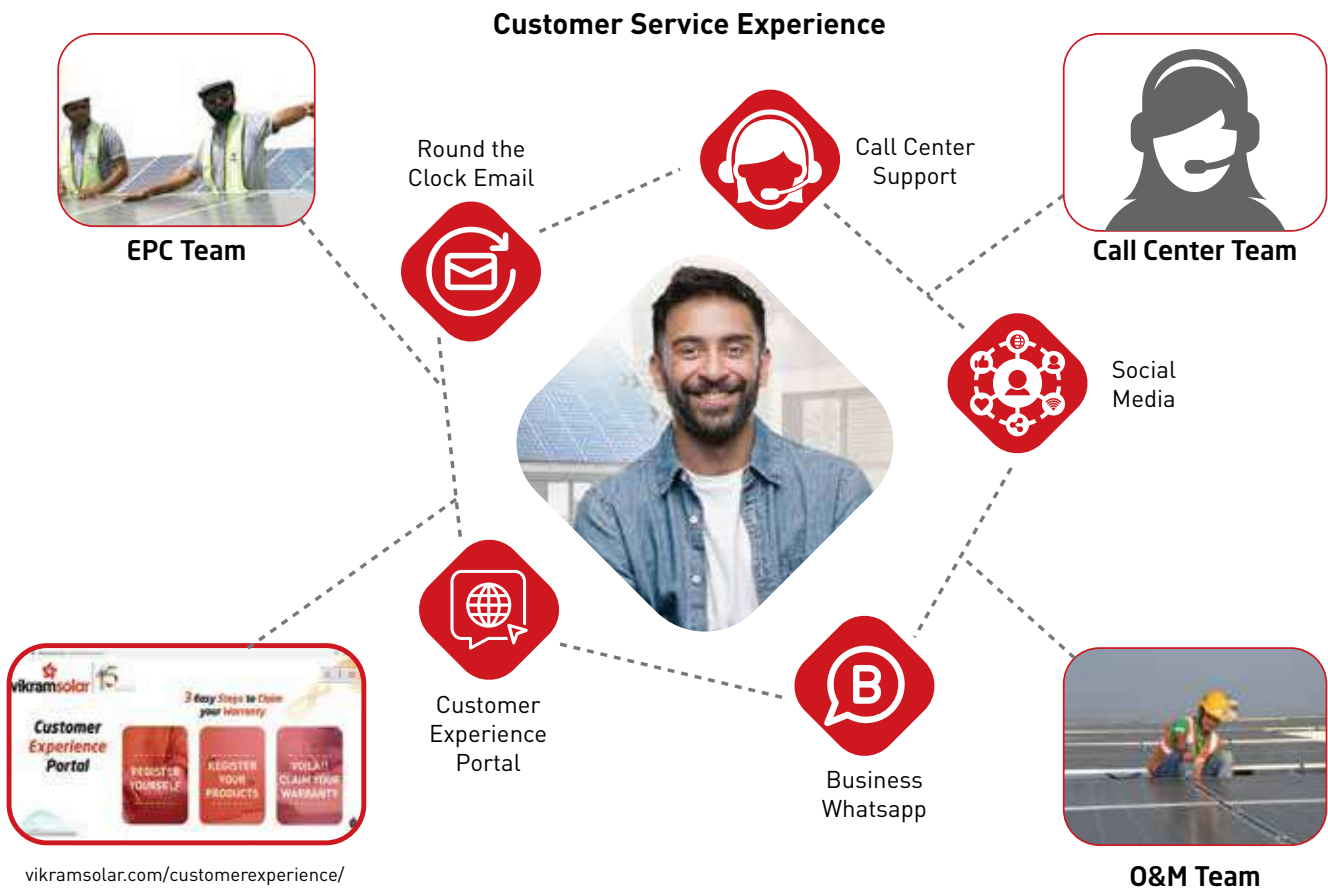 Customer Service Experience
Round the
Clock Email
Call Center
Support
EPC Team
Call Center Team
Social
Media
vikramsolar
15
3 Easy Steps to Claim
your Warranty
Customer
Experience
Portal
REGISTER
YOURSELF
REGISTER
YOUR
PRODUCTS
VOILA!!
CLAIM YOUR
WARRANTY
Customer
Experience
Portal
B
Business
Whatsapp
vikramsolar.com/customerexperience/
O&M Team